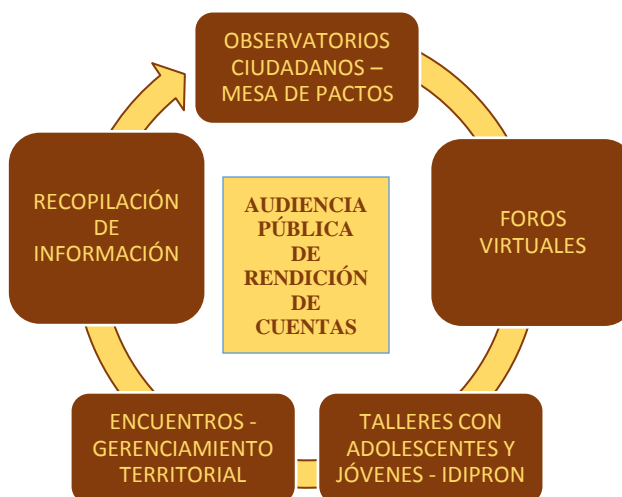 OBSERVATORIOS
CIUDADANOS –
MESA DE PACTOS
FOROS
VIRTUALES
TALLERES CON
ADOLESCENTES Y
JÓVENES - IDIPRON
ENCUENTROS -
GERENCIAMIENTO
TERRITORIAL
RECOPILACIÓN
DE
INFORMACIÓN
AUDIENCIA
PÚBLICA
DE
RENDICIÓN
DE
CUENTAS